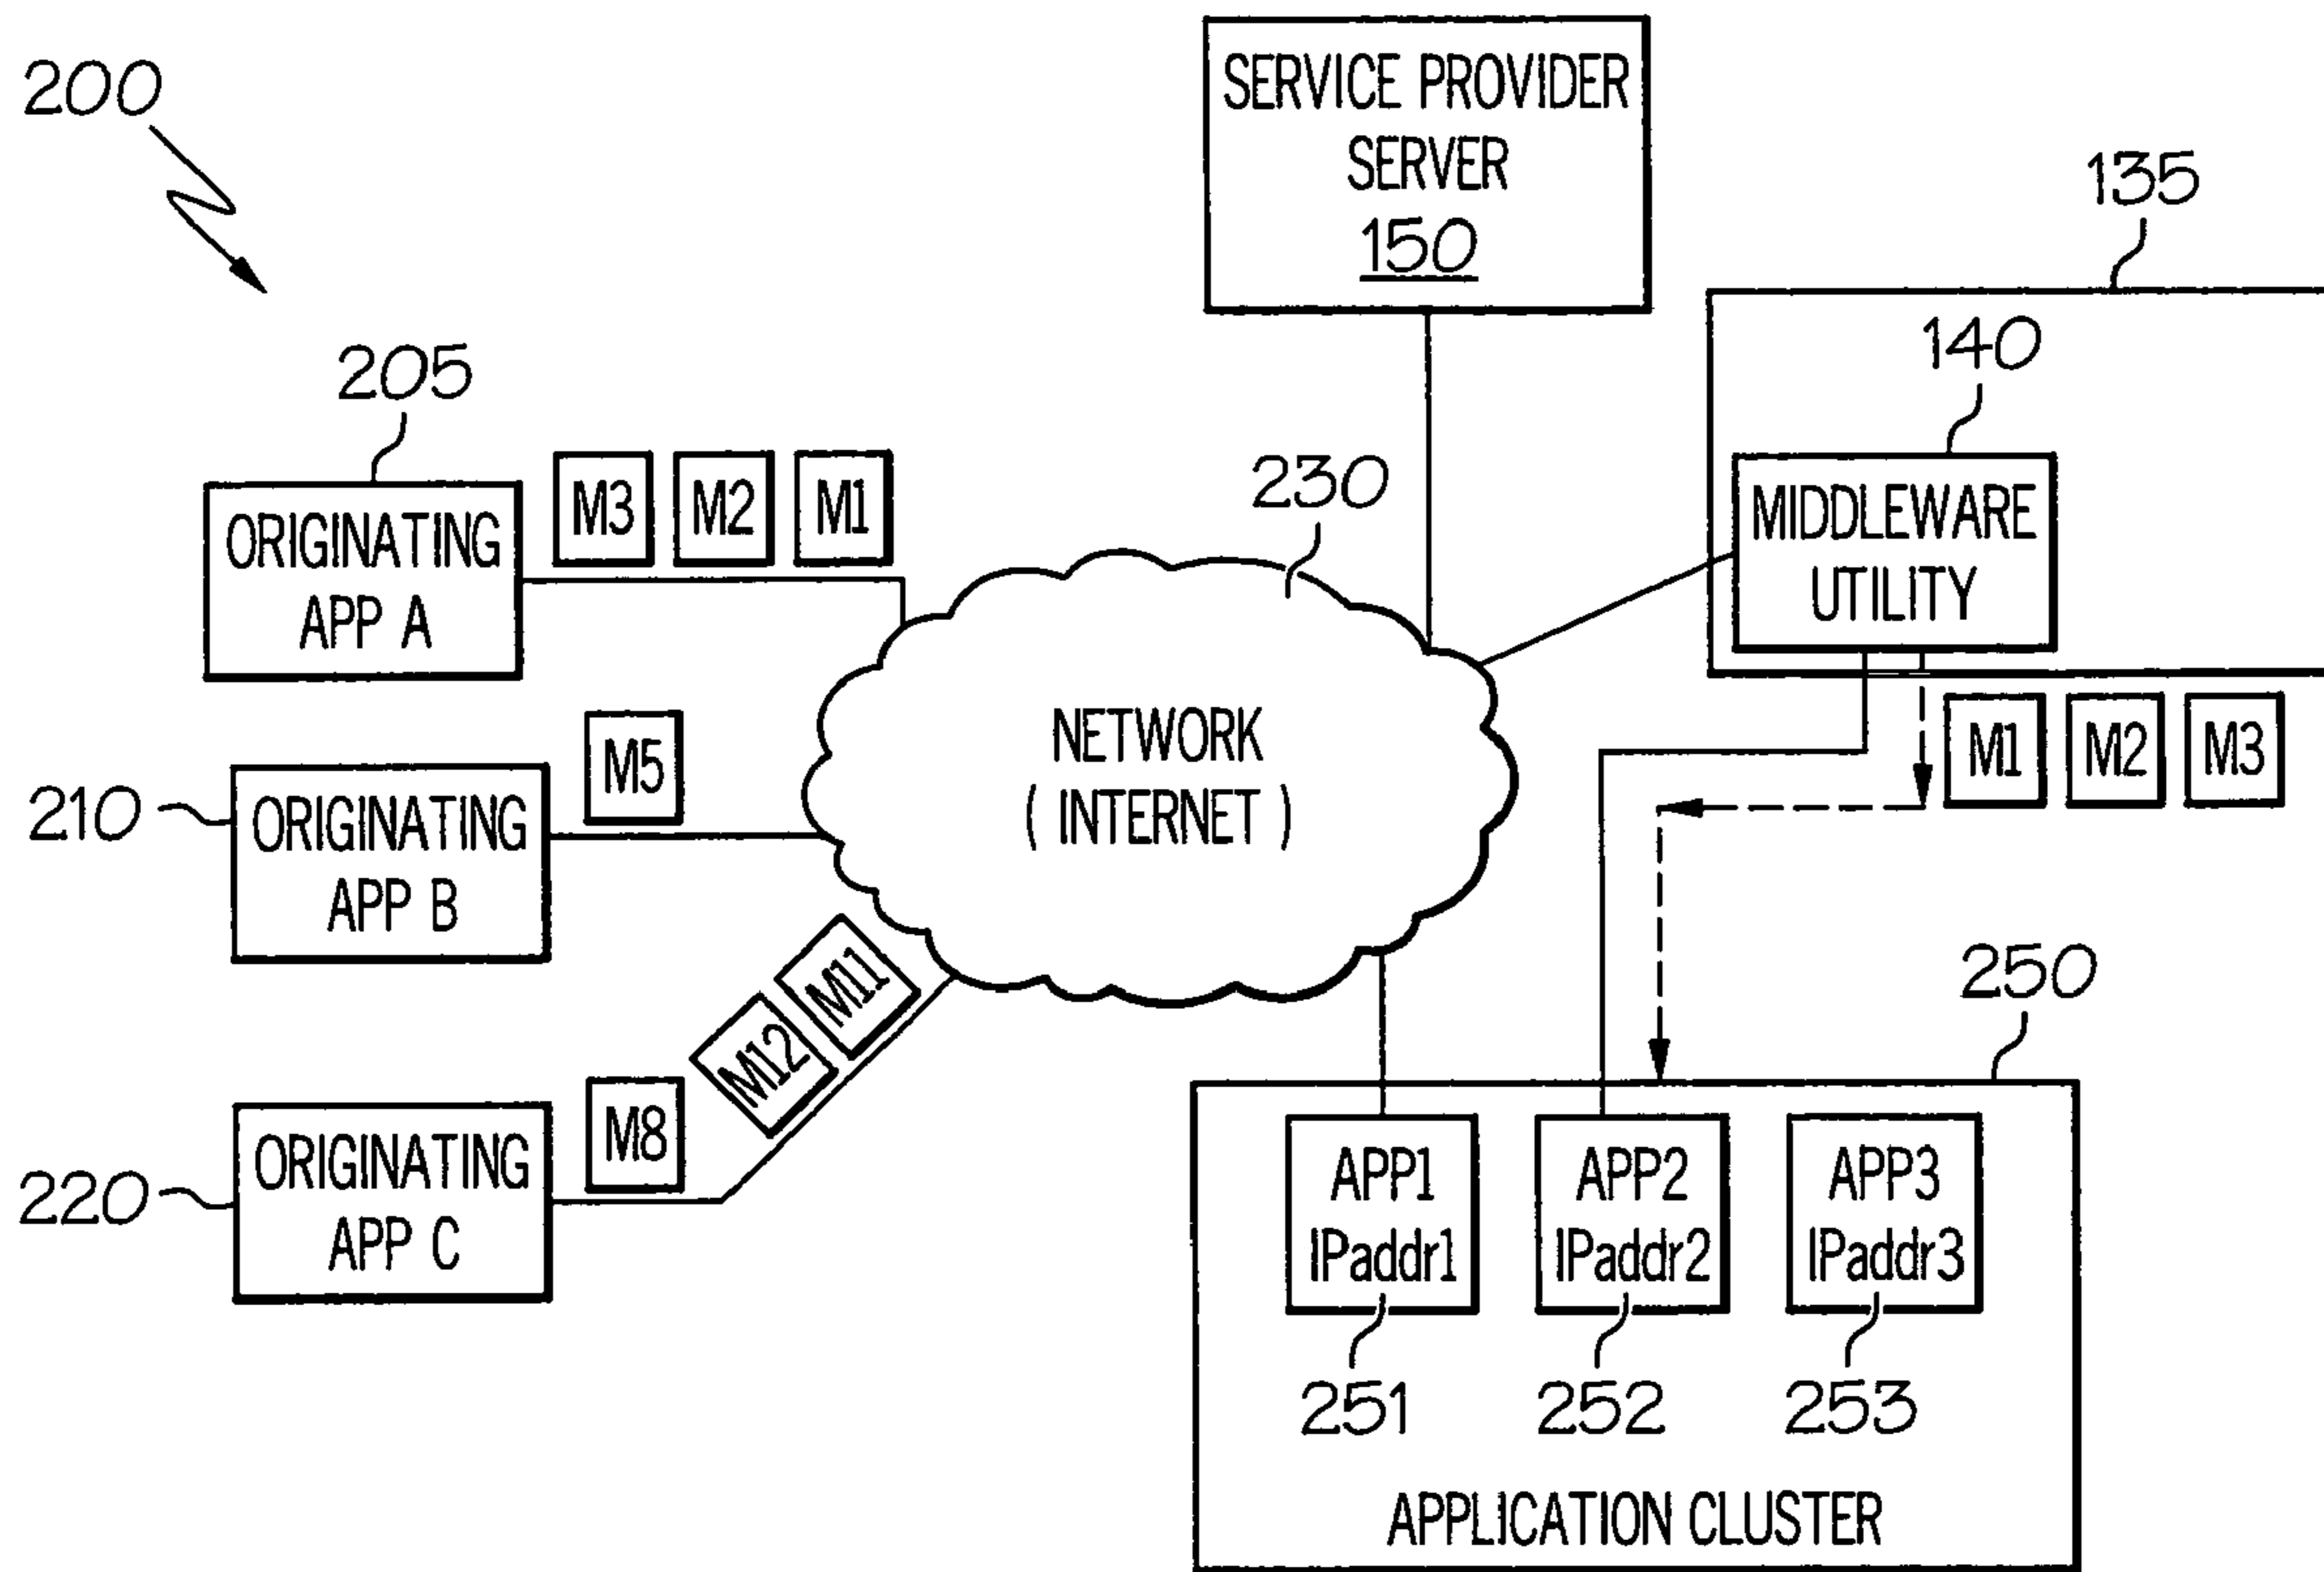 200
SERVICE PROVIDER
SERVER
150
135
140
MIDDLEWARE
UTILITY
205
ORIGINATING
APP A
M3 M2 M1
230
NETWORK
( INTERNET )
M1 M2 M3
210
ORIGINATING
APP B
M5
220
ORIGINATING
APP C
M8
M12
M11
250
APP1
IPaddr1
APP2
IPaddr2
APP3
IPaddr3
251
252
253
APPLICATION CLUSTER